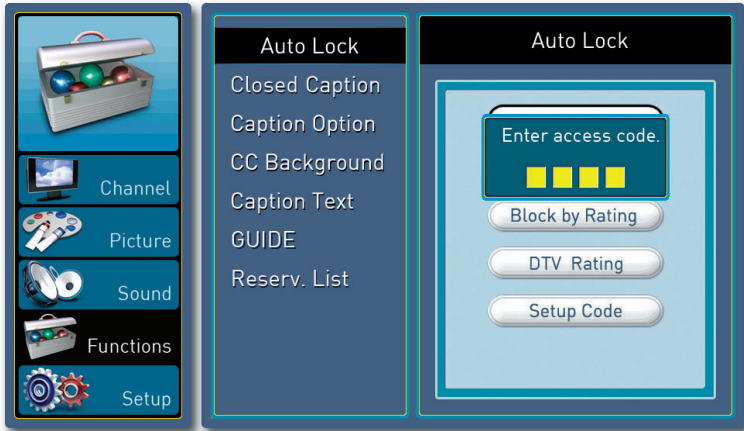 Channel
Picture
Sound
Functions
Setup
Auto Lock
Closed Caption
Caption Option
CC Background
Caption Text
GUIDE
Reserv. List
Auto Lock
Enter access code.
Block by Rating
DTV Rating
Setup Code